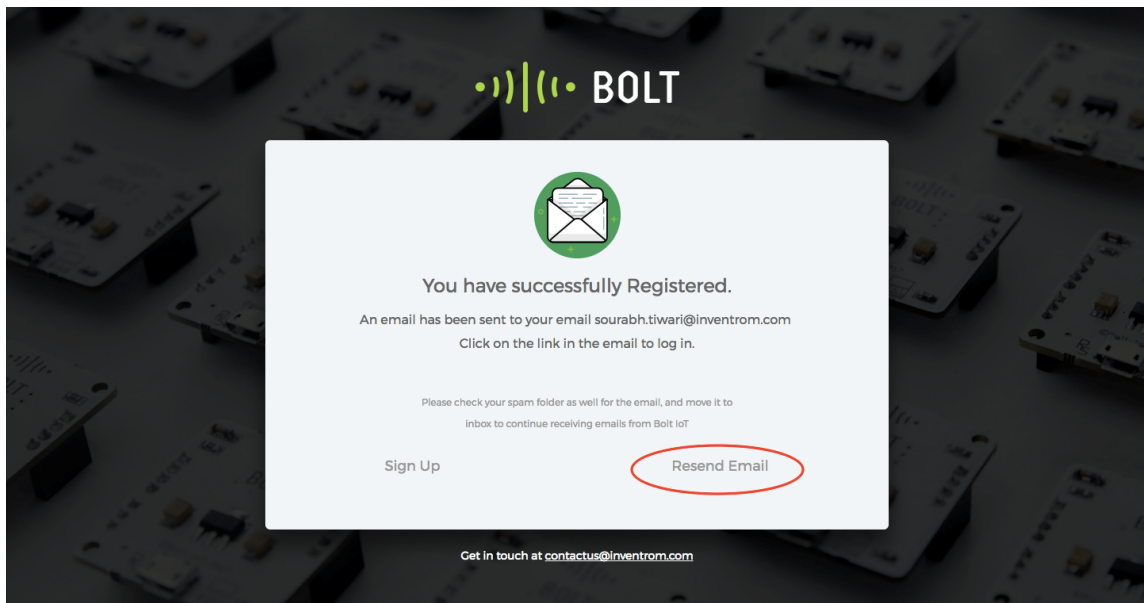 BOLT
You have successfully Registered.
An email has been sent to your email sourabh.tiwari@inventrom.com
Click on the link in the email to log in.
Please check your spam folder as well for the email, and move it to
inbox to continue receiving emails from Bolt IoT
Sign Up
Resend Email
Get in touch at contactus@inventrom.com